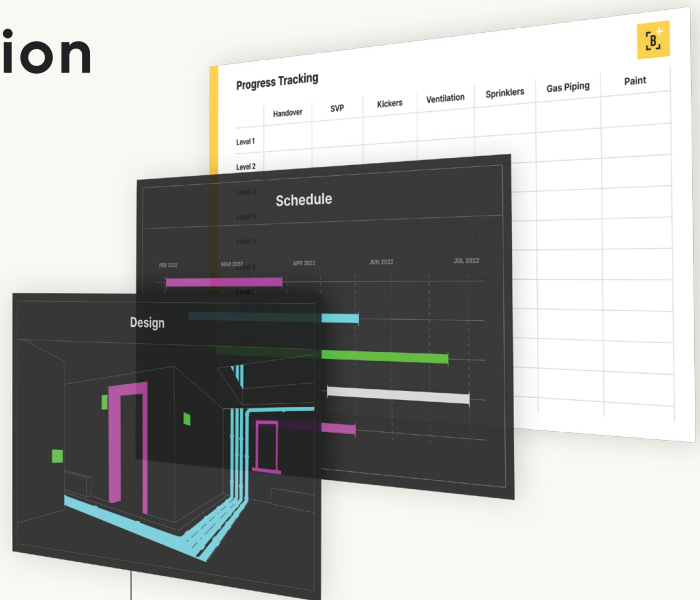 ion
B+
Progress Tracking
Handover SVP Kickers Ventilation Sprinklers Gas Piping Paint
Level 1
Level 2
Level 3
Level 4
Level 5
Schedule
FEB 2022 MAR 2022 APR 2022 JUN 2022 JUL 2022
Design